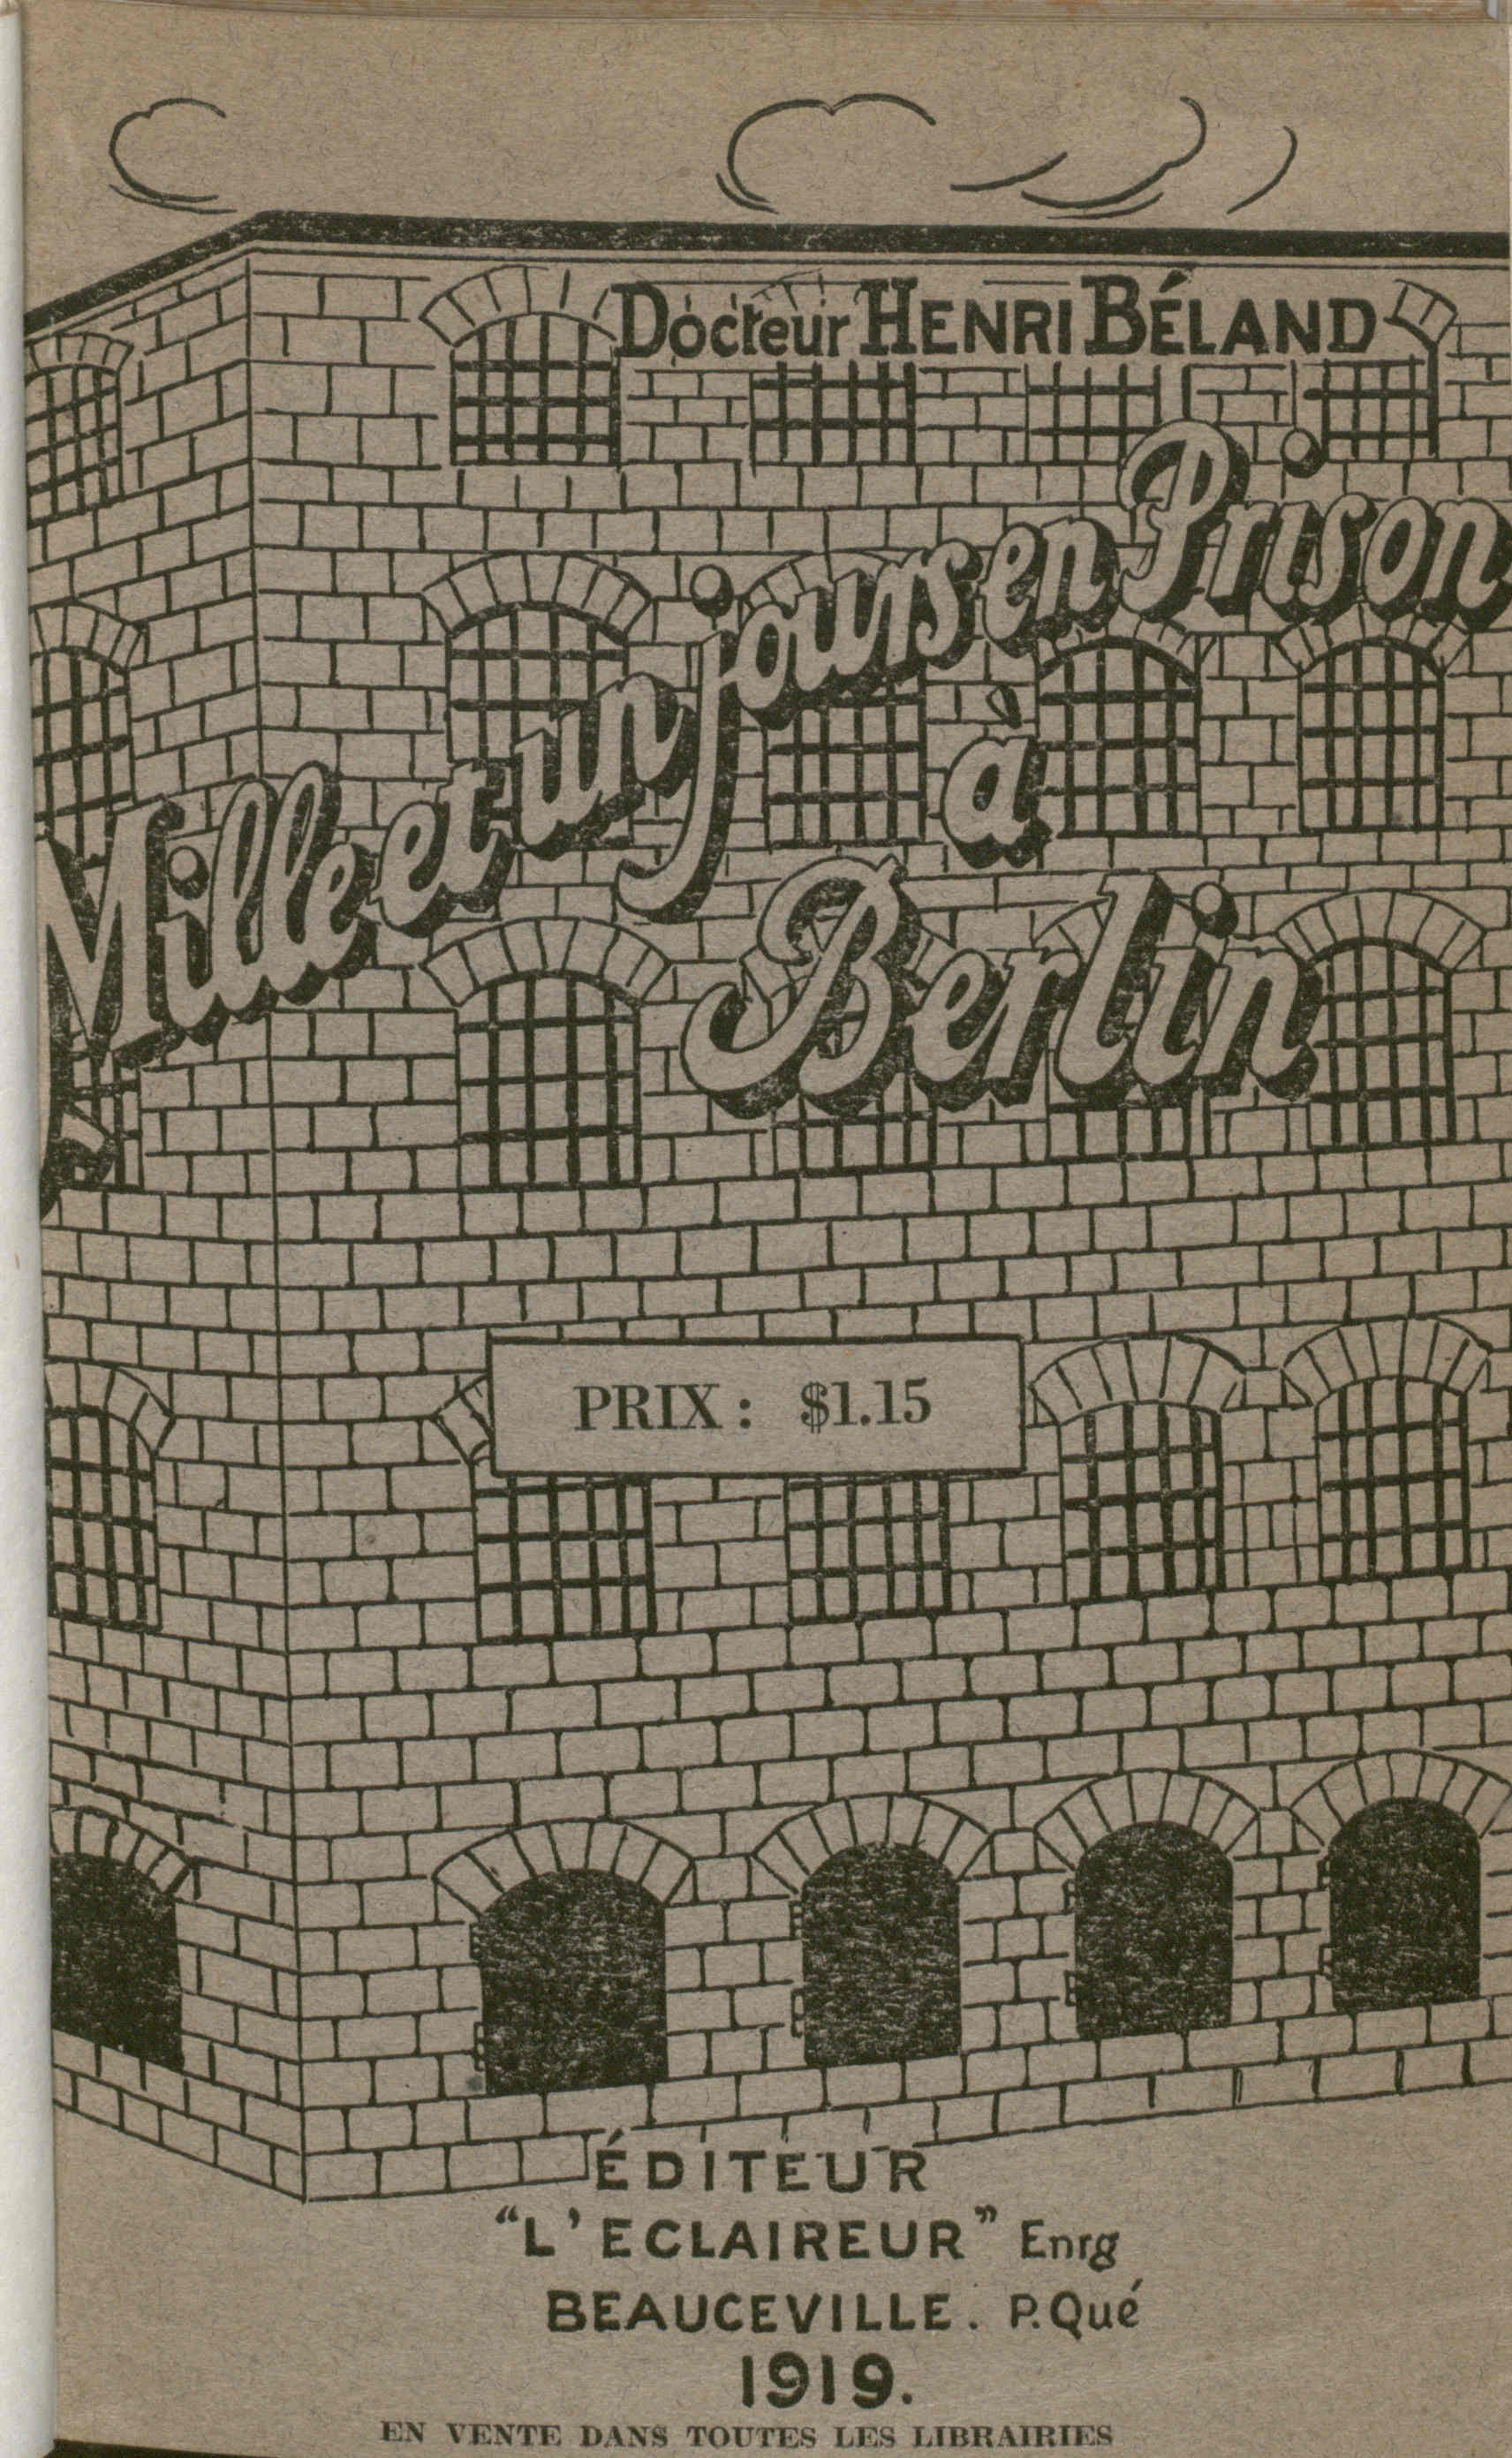 Docteur HENRI BÉLAND
Mille et un jours en Prison
à
Berlin
PRIX : $1.15
ÉDITEUR
"L'ECLAIREUR" Enrg
BEAUCEVILLE. P. Qué
1919.
EN VENTE DANS TOUTES LES LIBRAIRIES